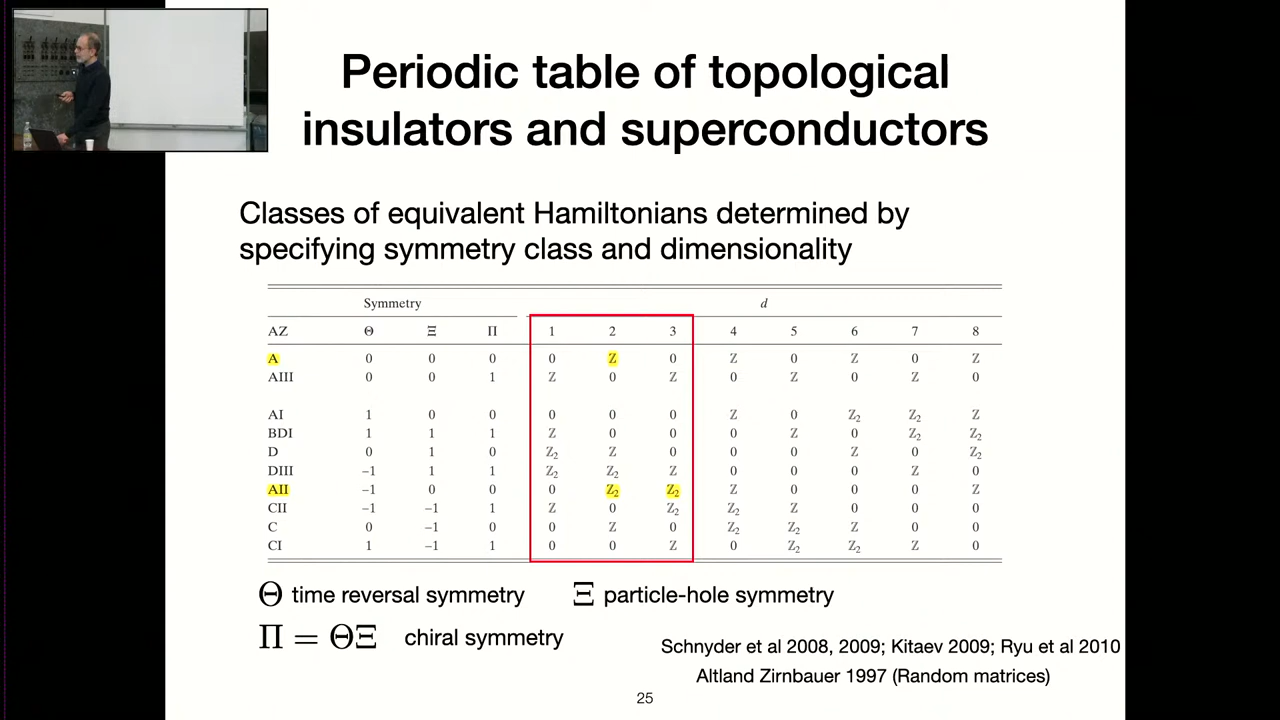 Periodic table of topological
insulators and superconductors
Classes of equivalent Hamiltonians determined by
specifying symmetry class and dimensionality
Symmetry d
AZ Θ Ξ Π 1 2 3 4 5 6 7 8
A 0 0 0 0 Z 0 Z 0 Z 0 Z
AIII 0 0 1 Z 0 Z 0 Z 0 Z 0
AI 1 0 0 0 0 0 Z 0 Z₂ Z₂ Z
BDI 1 1 1 Z 0 0 0 Z 0 Z₂ Z₂
D 0 1 0 Z₂ Z 0 0 0 Z 0 Z₂
DIII −1 1 1 Z₂ Z₂ Z 0 0 0 Z 0
AII −1 0 0 0 Z₂ Z₂ Z 0 0 0 Z
CII −1 −1 1 Z 0 Z₂ Z₂ Z 0 0 0
C 0 −1 0 0 Z 0 Z₂ Z₂ Z 0 0
CI 1 −1 1 0 0 Z 0 Z₂ Z₂ Z 0
Θ time reversal symmetry Ξ particle-hole symmetry
Π = ΘΞ chiral symmetry
Schnyder et al 2008, 2009; Kitaev 2009; Ryu et al 2010
Altland Zirnbauer 1997 (Random matrices)
25